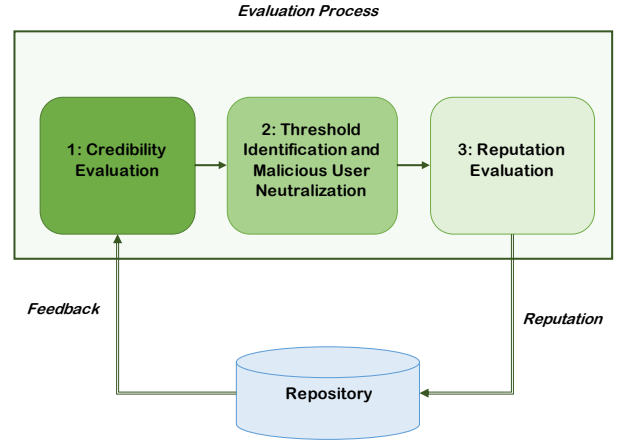 Evaluation Process
1: Credibility
Evaluation
2: Threshold
Identification and
Malicious User
Neutralization
3: Reputation
Evaluation
Feedback
Reputation
Repository